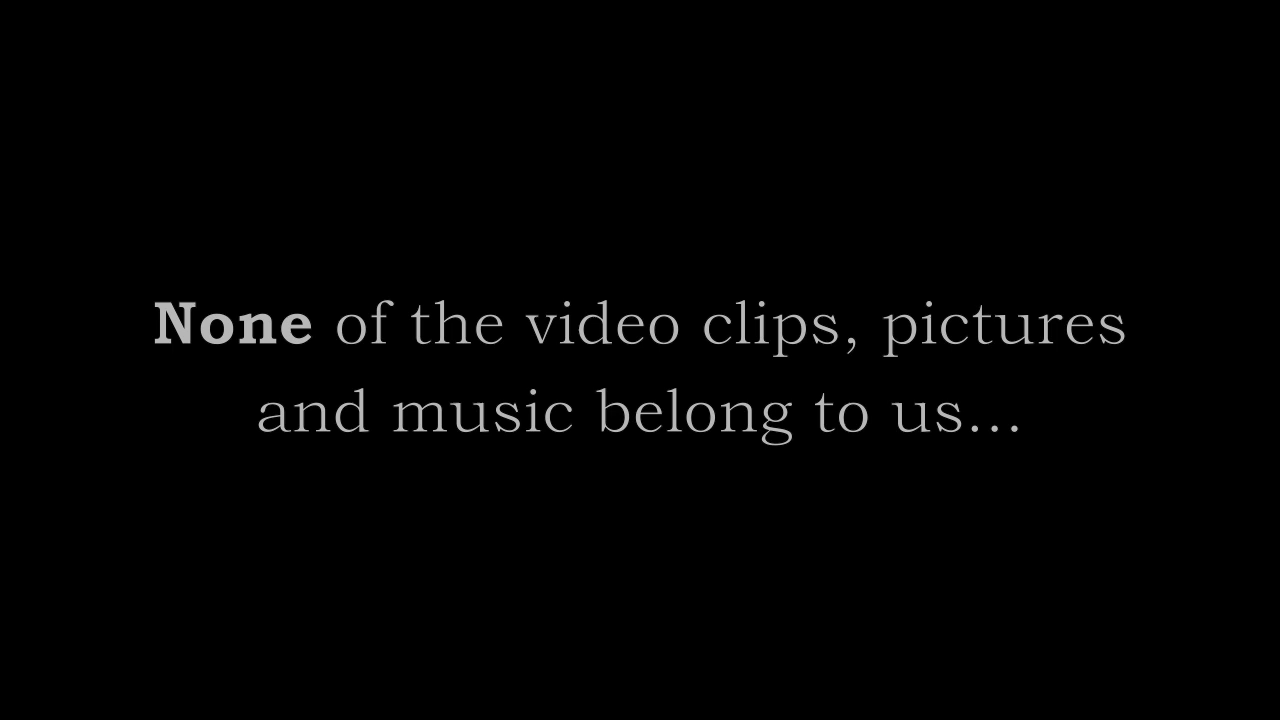 None of the video clips, pictures
and music belong to us...